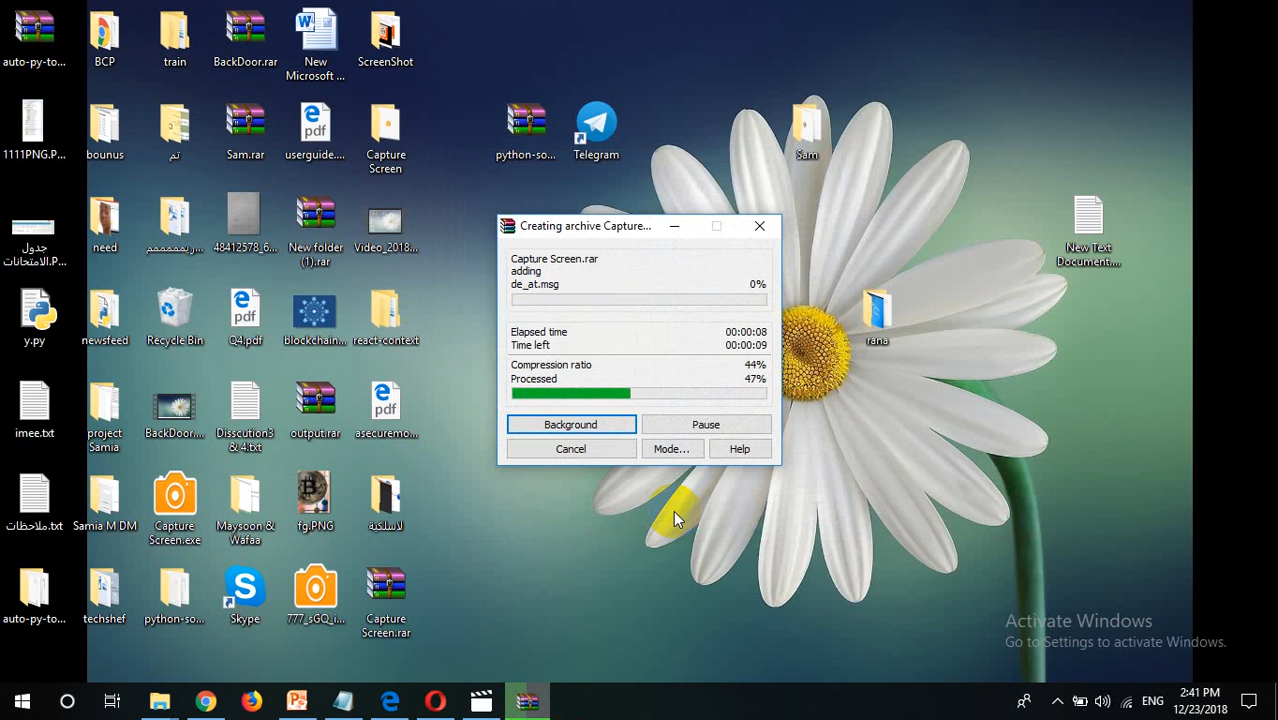 auto-py-to...
BCP
train
BackDoor.rar
New
Microsoft ...
ScreenShot
1111PNG.P...
bounus
تم
Sam.rar
pdf
userguide....
Capture
Screen
python-so...
Telegram
Sam
جدول
الامتحانات.P...
need
48412578_6...
New folder
(1).rar
Video_2018...
New Text
Document....
y.py
newsfeed
Recycle Bin
pdf
Q4.pdf
blockchain...
react-context
rana
imee.txt
project
Samia
BackDoor....
Disscution3
&4.txt
output.rar
pdf
asecuremo...
ملاحظات.txt
Samia M DM
Capture
Screen.exe
Maysoon &
Wafaa
fg.PNG
لاسلكية
auto-py-to...
techshef
python-so...
Skype
777_sGQ_i...
Capture
Screen.rar
Creating archive Capture...
Capture Screen.rar
adding
de_at.msg 0%
Elapsed time 00:00:08
Time left 00:00:09
Compression ratio 44%
Processed 47%
Background
Pause
Cancel
Mode...
Help
Activate Windows
Go to Settings to activate Windows.
ENG
2:41 PM
12/23/2018